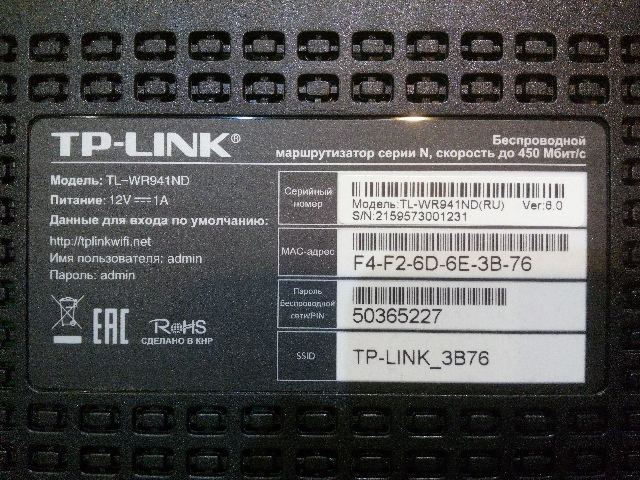 TP-LINK®
Беспроводной
маршрутизатор серии N, скорость до 450 Мбит/с
Модель: TL-WR941ND
Питание: 12V⎓1A
Данные для входа по умолчанию:
http://tplinkwifi.net
Имя пользователя: admin
Пароль: admin
EAC
RoHS
СДЕЛАНО В КНР
Серийный
номер
Модель:TL-WR941ND(RU) Ver:6.0
S/N:2159573001231
MAC-адрес
F4-F2-6D-6E-3B-76
Пароль
беспроводной
сети/PIN
50365227
SSID
TP-LINK_3B76